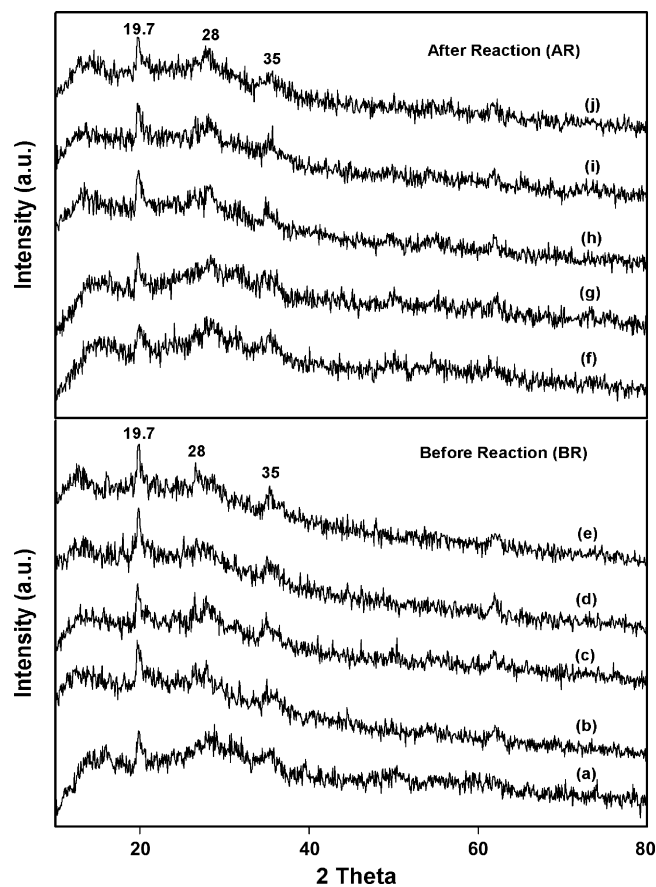 19.7
28
35
After Reaction (AR)
(j)
(i)
(h)
(g)
(f)
Intensity (a.u.)
19.7
28
35
Before Reaction (BR)
(e)
(d)
(c)
(b)
(a)
Intensity (a.u.)
20 40 60 80
2 Theta